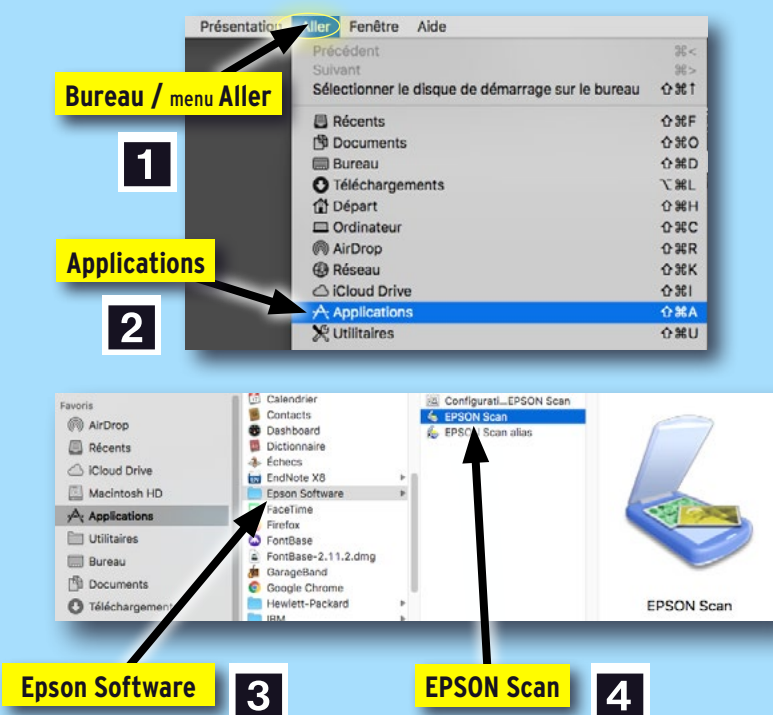 Présentation Aller Fenêtre Aide
Précédent ⌘<
Suivant ⌘>
Sélectionner le disque de démarrage sur le bureau ⇧⌘↑
Bureau / menu Aller
1
Récents ⇧⌘F
Documents ⇧⌘O
Bureau ⇧⌘D
Téléchargements ⌥⌘L
Départ ⇧⌘H
Ordinateur ⇧⌘C
AirDrop ⇧⌘R
Réseau ⇧⌘K
iCloud Drive ⇧⌘I
Applications ⇧⌘A
Utilitaires ⇧⌘U
Applications
2
Favoris
AirDrop
Récents
iCloud Drive
Macintosh HD
Applications
Utilitaires
Bureau
Documents
Téléchargement
Calendrier
Contacts
Dashboard
Dictionnaire
Échecs
EndNote X8
Epson Software
FaceTime
Firefox
FontBase
FontBase-2.11.2.dmg
GarageBand
Google Chrome
Hewlett-Packard
IBM
Configurati...EPSON Scan
EPSON Scan
EPSON Scan alias
EPSON Scan
Epson Software
3
EPSON Scan
4